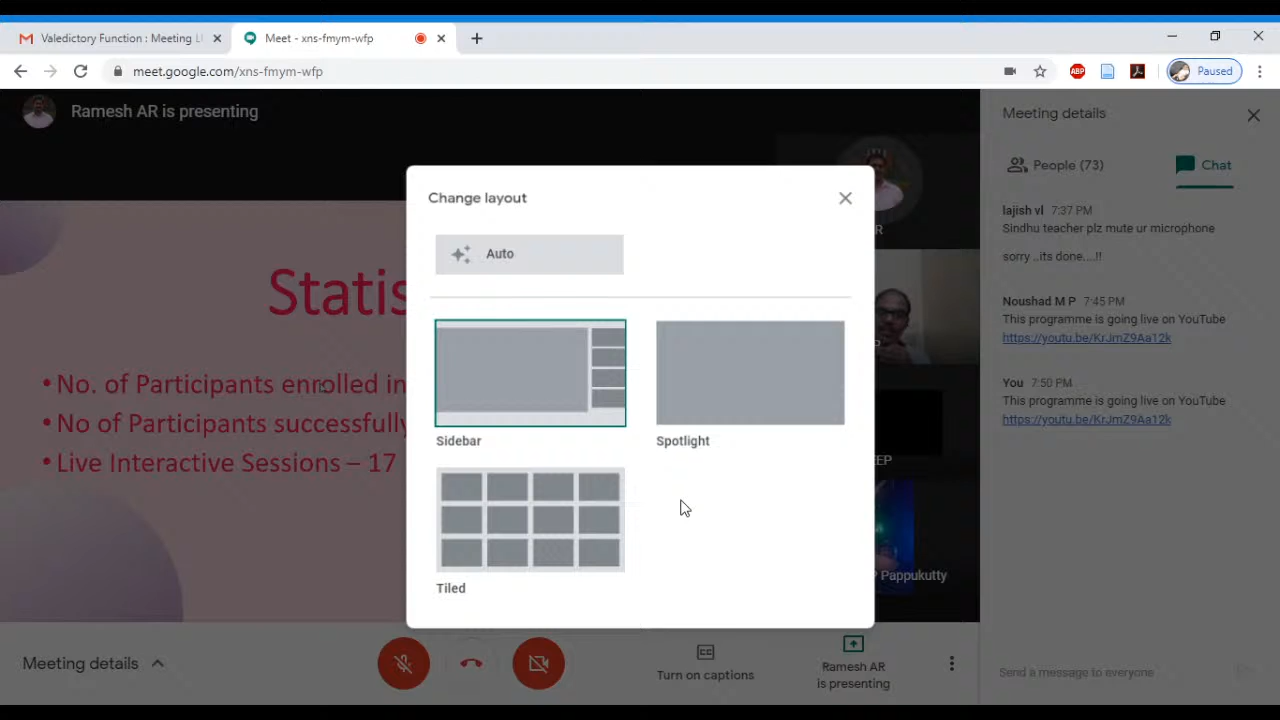 Valedictory Function : Meeting L
Meet - xns-fmym-wfp
meet.google.com/xns-fmym-wfp
ABP
Paused
Ramesh AR is presenting
Meeting details
People (73)
Chat
lajish vl 7:37 PM
Sindhu teacher plz mute ur microphone
sorry ..its done....!!
Noushad M P 7:45 PM
This programme is going live on YouTube
https://youtu.be/KrJmZ9Aa12k
You 7:50 PM
This programme is going live on YouTube
https://youtu.be/KrJmZ9Aa12k
Send a message to everyone
Change layout
Auto
Sidebar
Spotlight
Tiled
Statis
• No. of Participants enrolled in
• No of Participants successfully
• Live Interactive Sessions – 17
R
P
EP
P Pappukutty
Meeting details
Turn on captions
Ramesh AR
is presenting